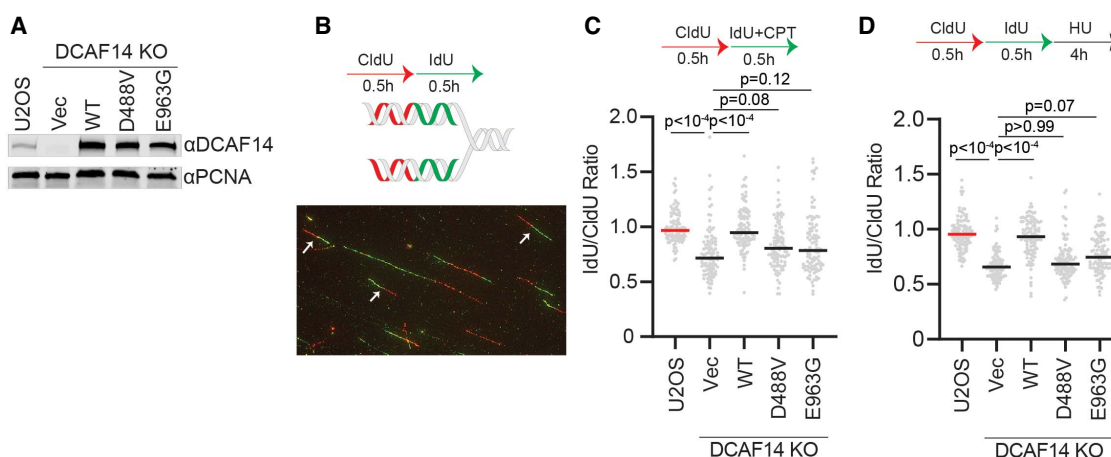 A
DCAF14 KO
U2OS
Vec
WT
D488V
E963G
αDCAF14
αPCNA
B
CldU
IdU
0.5h
0.5h
C
CldU
IdU+CPT
0.5h
0.5h
p=0.12
p=0.08
p<10⁻⁴
p<10⁻⁴
IdU/CldU Ratio
2.0
1.5
1.0
0.5
0
U2OS
Vec
WT
D488V
E963G
DCAF14 KO
D
CldU
IdU
HU
0.5h
0.5h
4h
p=0.07
p>0.99
p<10⁻⁴
p<10⁻⁴
IdU/CldU Ratio
2.0
1.5
1.0
0.5
0
U2OS
Vec
WT
D488V
E963G
DCAF14 KO